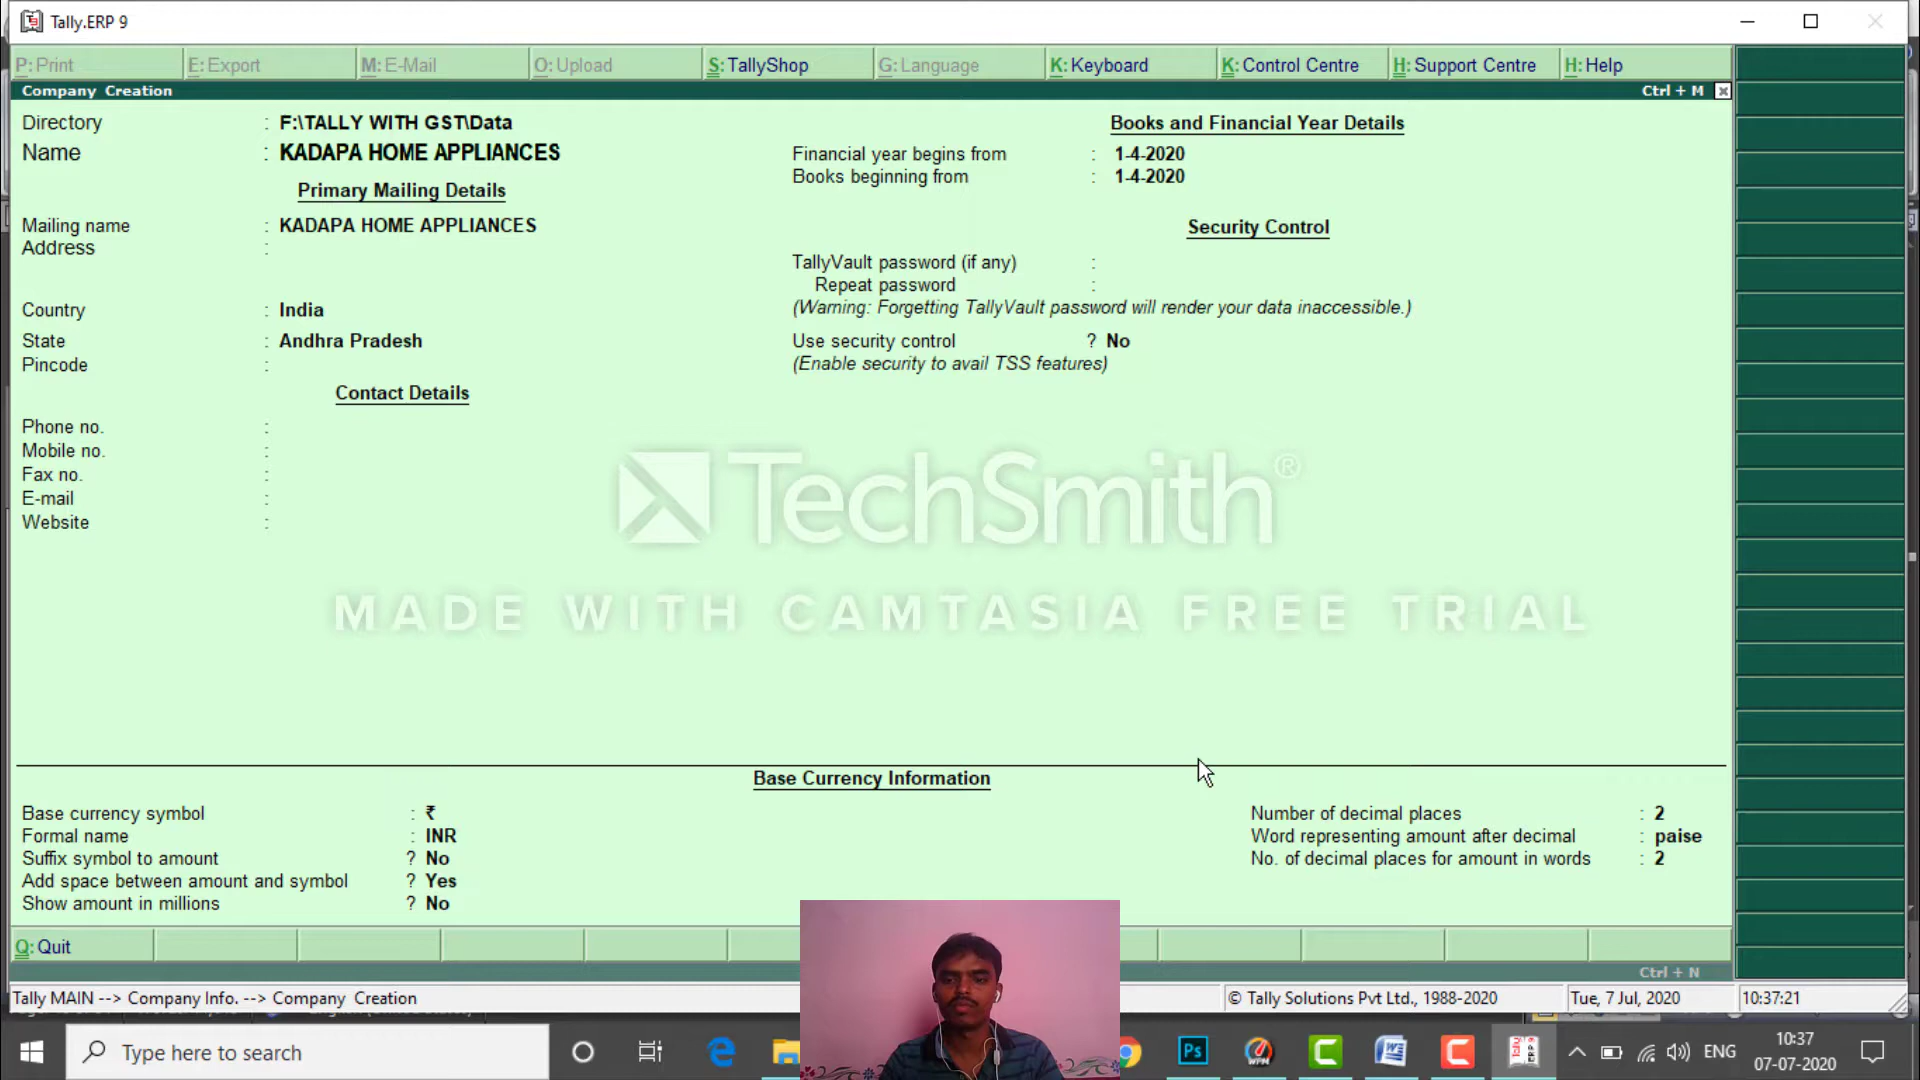 Tally.ERP 9
P: Print E: Export M: E-Mail O: Upload S: TallyShop G: Language K: Keyboard K: Control Centre H: Support Centre H: Help
Company Creation Ctrl + M
Directory : F:\TALLY WITH GST\Data
Name : KADAPA HOME APPLIANCES
Primary Mailing Details
Mailing name : KADAPA HOME APPLIANCES
Address :
Country : India
State : Andhra Pradesh
Pincode :
Contact Details
Phone no. :
Mobile no. :
Fax no. :
E-mail :
Website :
Books and Financial Year Details
Financial year begins from : 1-4-2020
Books beginning from : 1-4-2020
Security Control
TallyVault password (if any) :
Repeat password :
(Warning: Forgetting TallyVault password will render your data inaccessible.)
Use security control ? No
(Enable security to avail TSS features)
TechSmith®
MADE WITH CAMTASIA FREE TRIAL
Base Currency Information
Base currency symbol : ₹
Formal name : INR
Suffix symbol to amount ? No
Add space between amount and symbol ? Yes
Show amount in millions ? No
Number of decimal places : 2
Word representing amount after decimal : paise
No. of decimal places for amount in words : 2
Q: Quit
Ctrl + N
Tally MAIN --> Company Info. --> Company Creation © Tally Solutions Pvt Ltd., 1988-2020 Tue, 7 Jul, 2020 10:37:21
Type here to search
Ps
ENG
10:37
07-07-2020